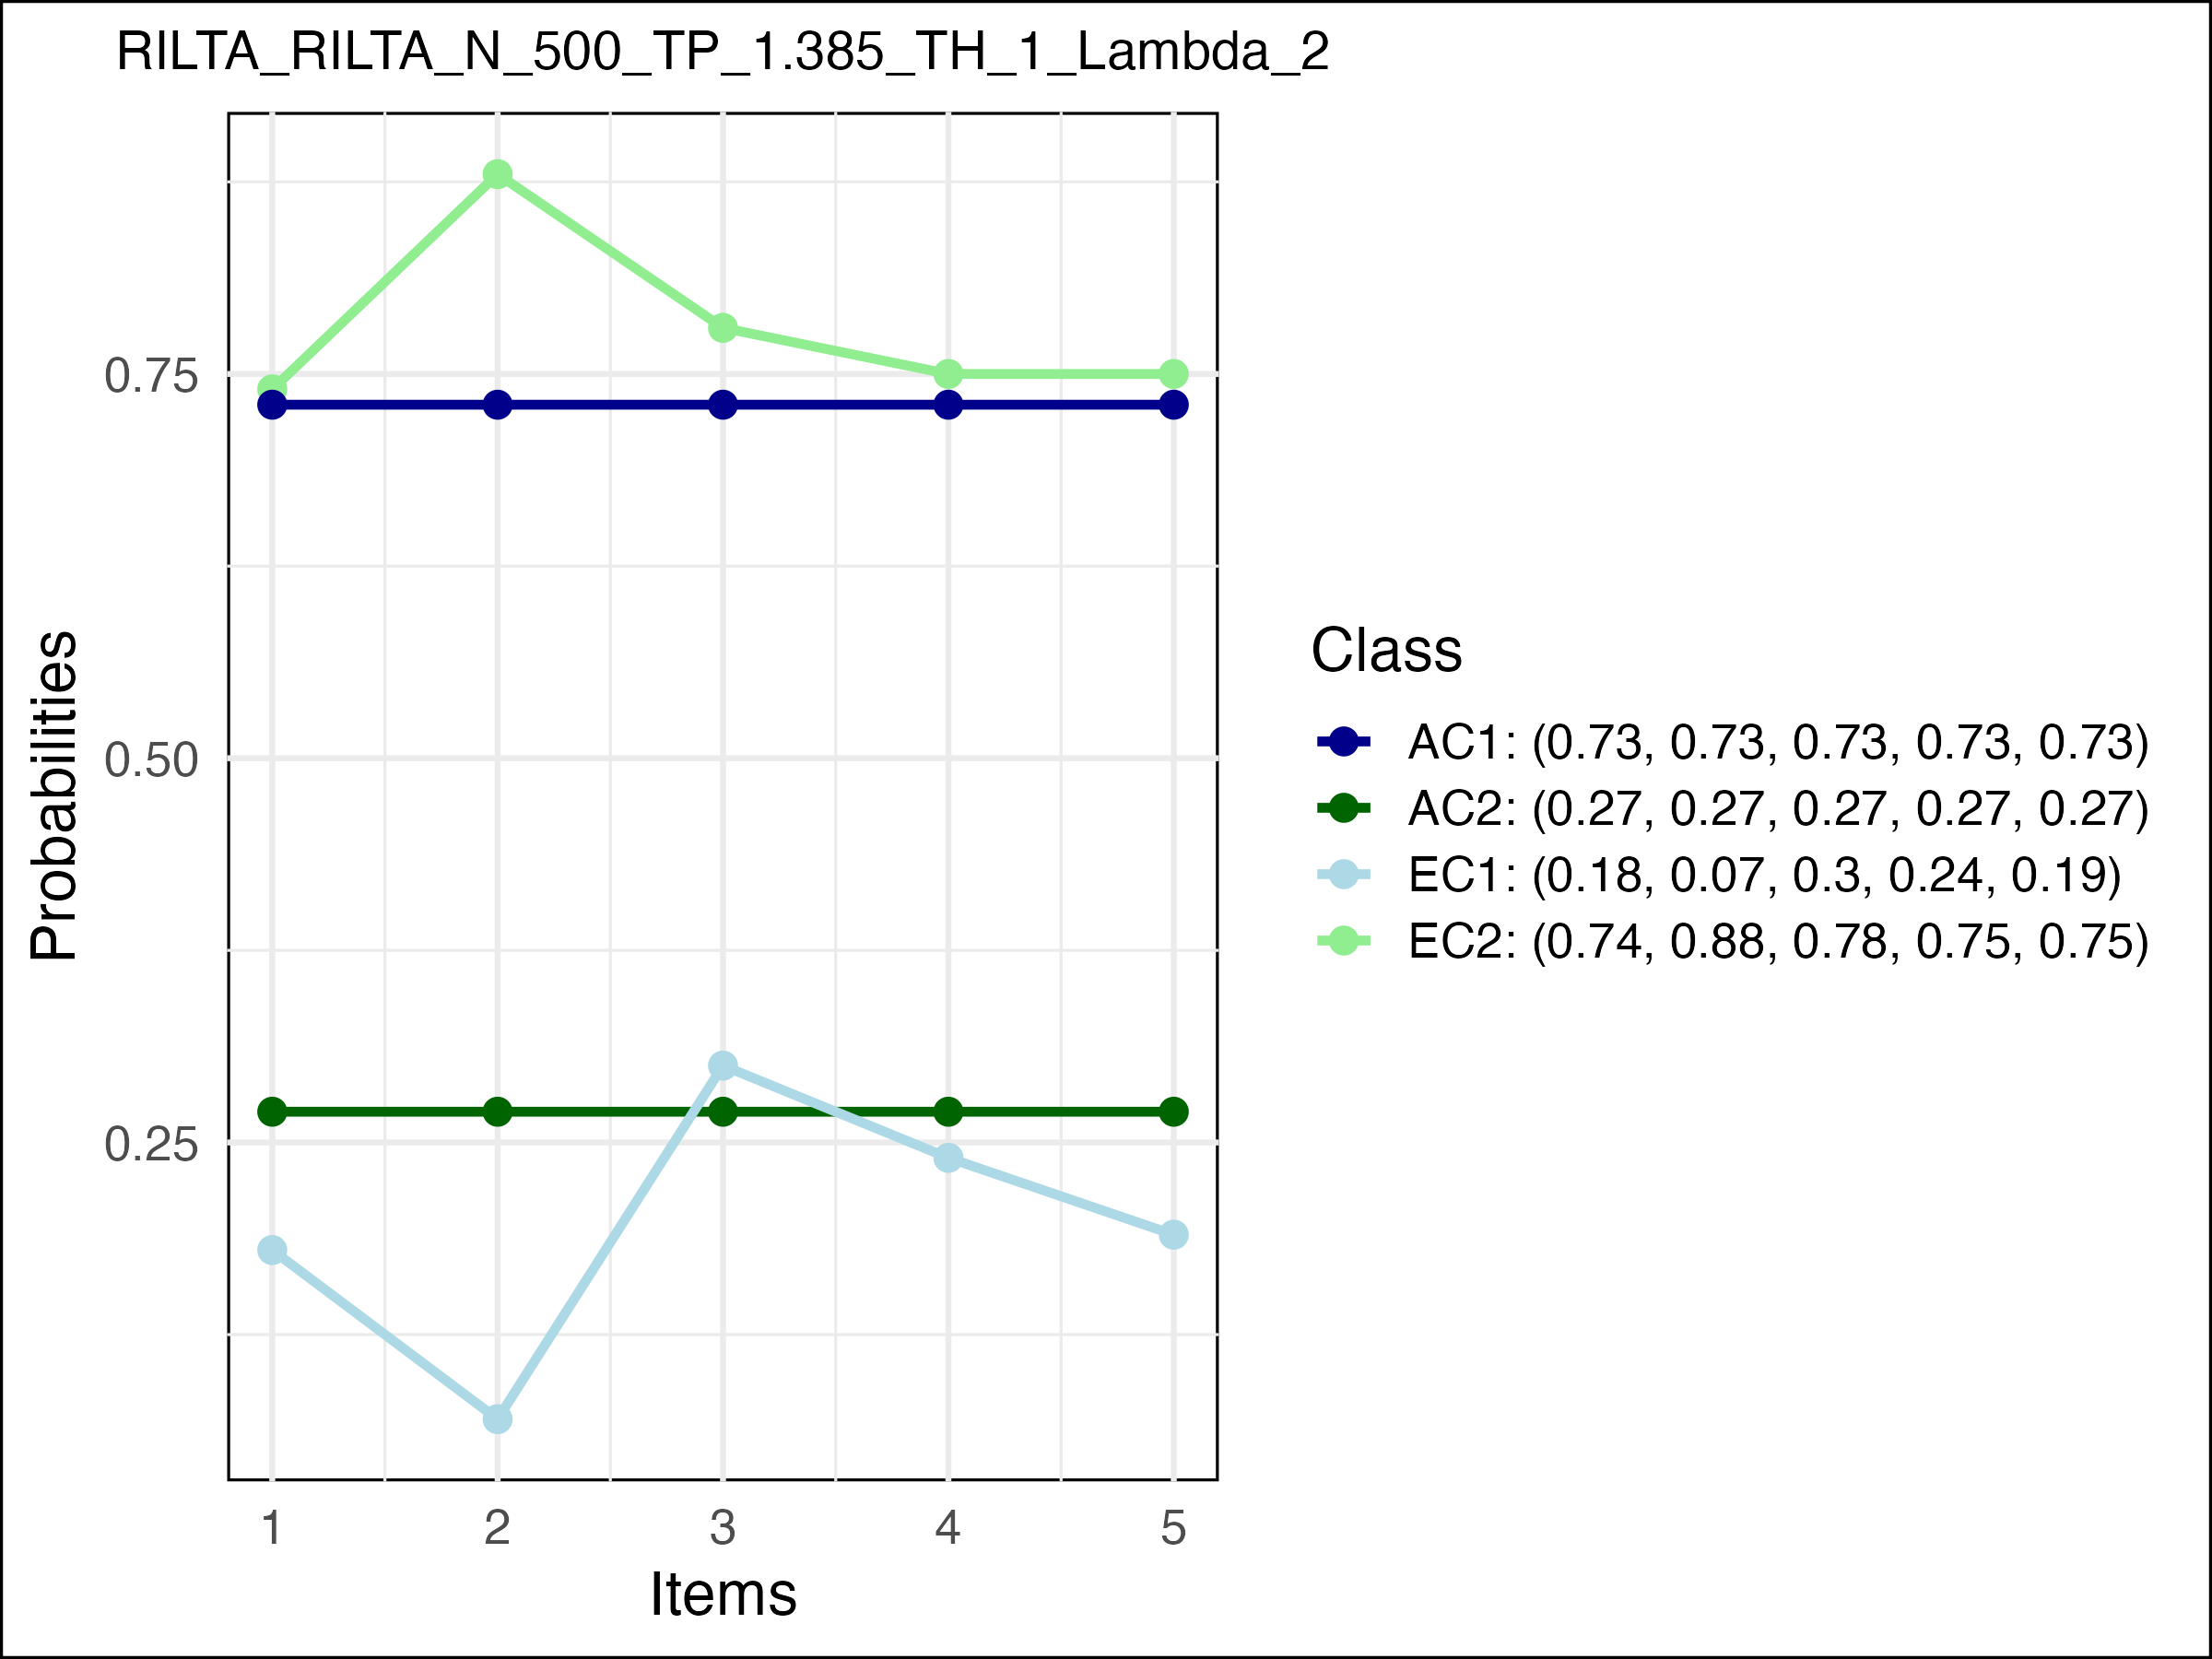 RILTA_RILTA_N_500_TP_1.385_TH_1_Lambda_2
Probabilities
0.75
0.50
0.25
1 2 3 4 5
Items
Class
AC1: (0.73, 0.73, 0.73, 0.73, 0.73)
AC2: (0.27, 0.27, 0.27, 0.27, 0.27)
EC1: (0.18, 0.07, 0.3, 0.24, 0.19)
EC2: (0.74, 0.88, 0.78, 0.75, 0.75)